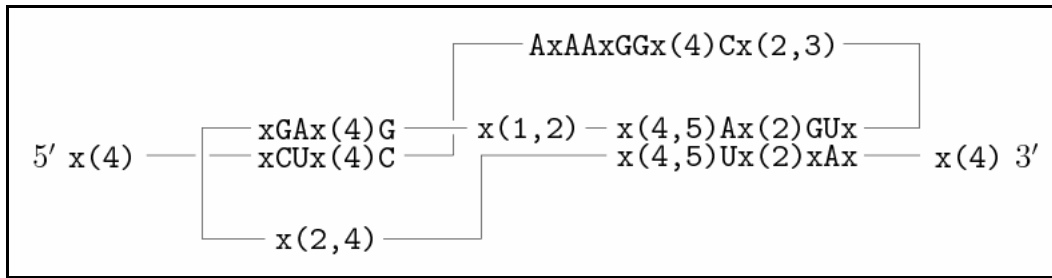 AxAAxGGx(4)Cx(2,3)
xGAx(4)G x(1,2) x(4,5)Ax(2)GUx
5′ x(4) xCUx(4)C x(4,5)Ux(2)xAx x(4) 3′
x(2,4)